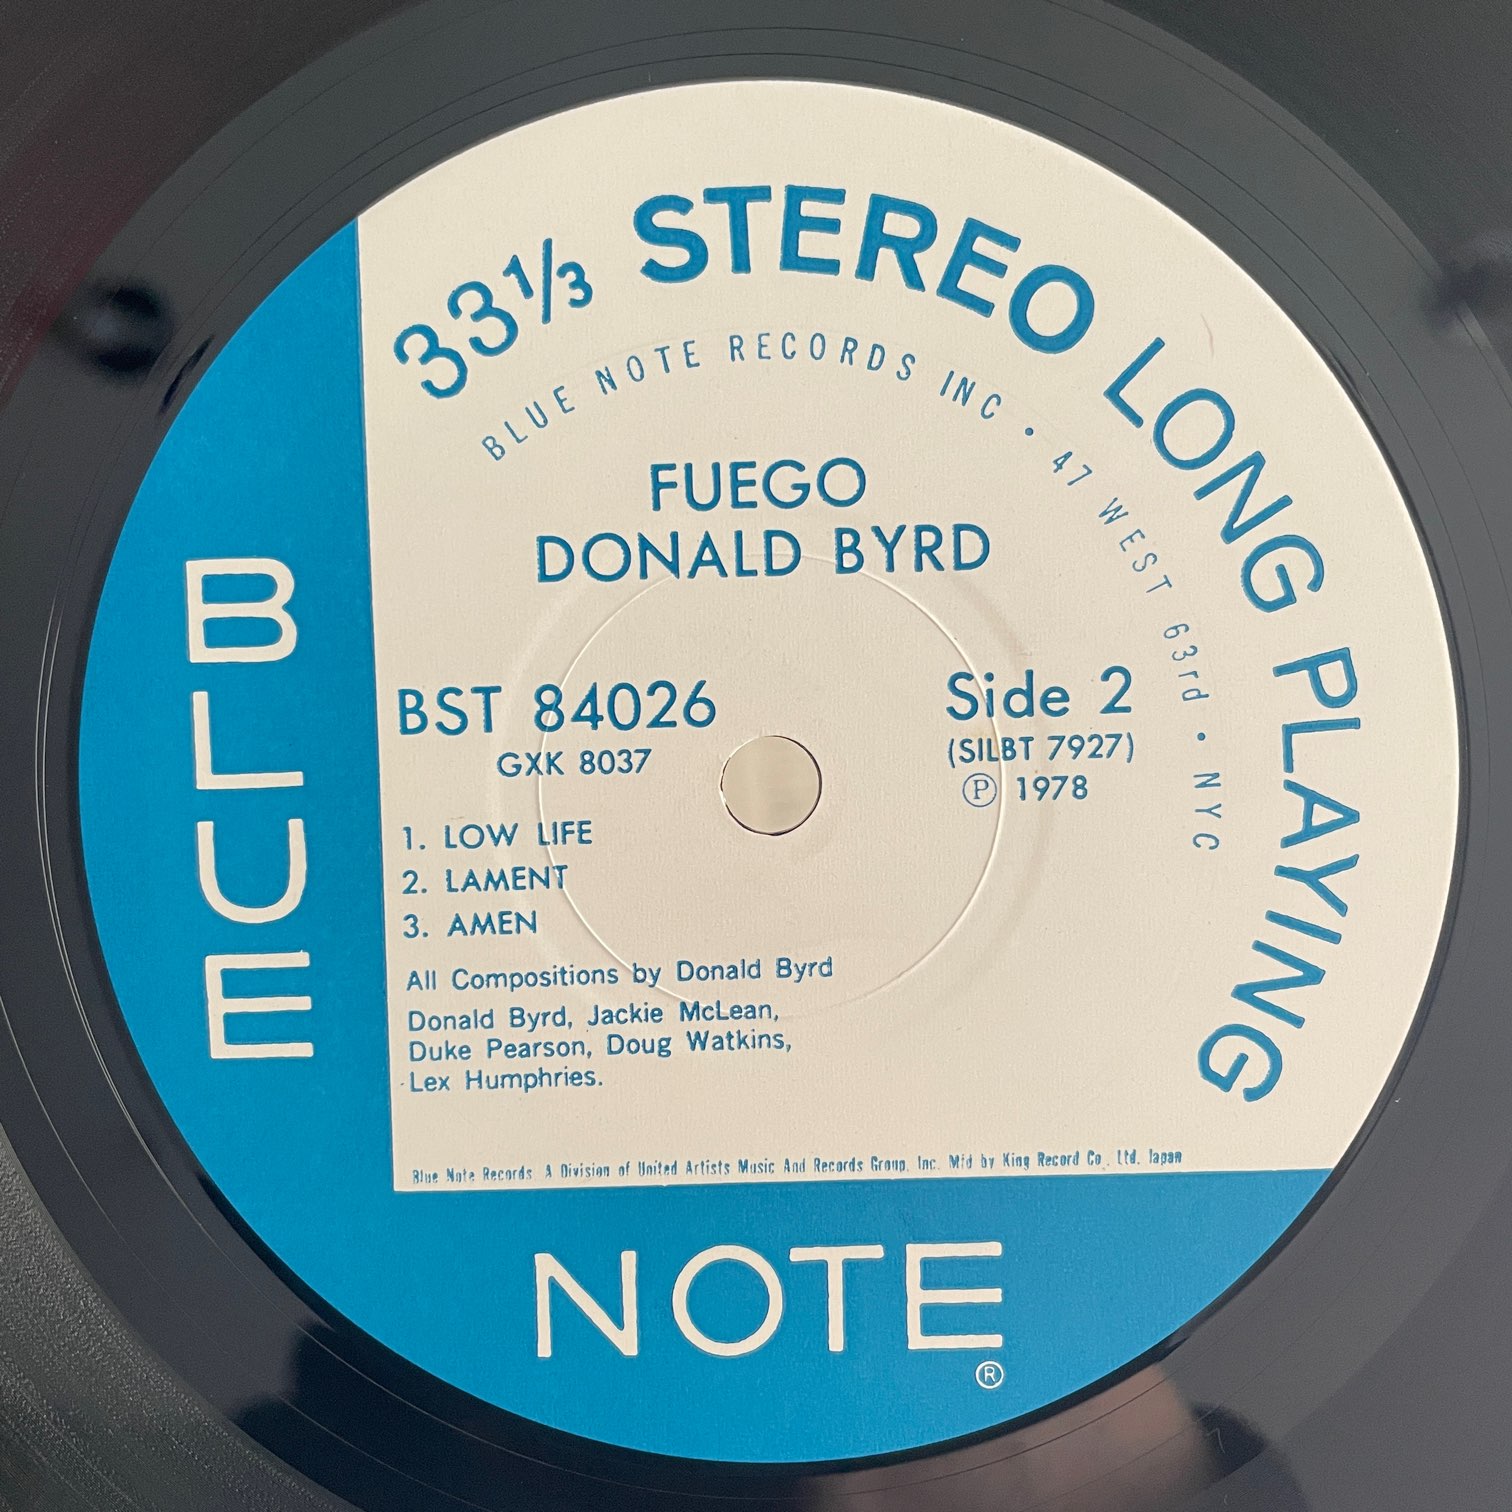 33⅓ STEREO LONG PLAYING
BLUE NOTE RECORDS INC • 47 WEST 63rd • NYC
FUEGO
DONALD BYRD
BST 84026
GXK 8037
Side 2
(SILBT 7927)
Ⓟ 1978
1. LOW LIFE
2. LAMENT
3. AMEN
All Compositions by Donald Byrd
Donald Byrd, Jackie McLean,
Duke Pearson, Doug Watkins,
Lex Humphries.
Blue Note Records. A Division of United Artists Music And Records Group, Inc. Mfd by King Record Co., Ltd. Japan
BLUE
NOTE®